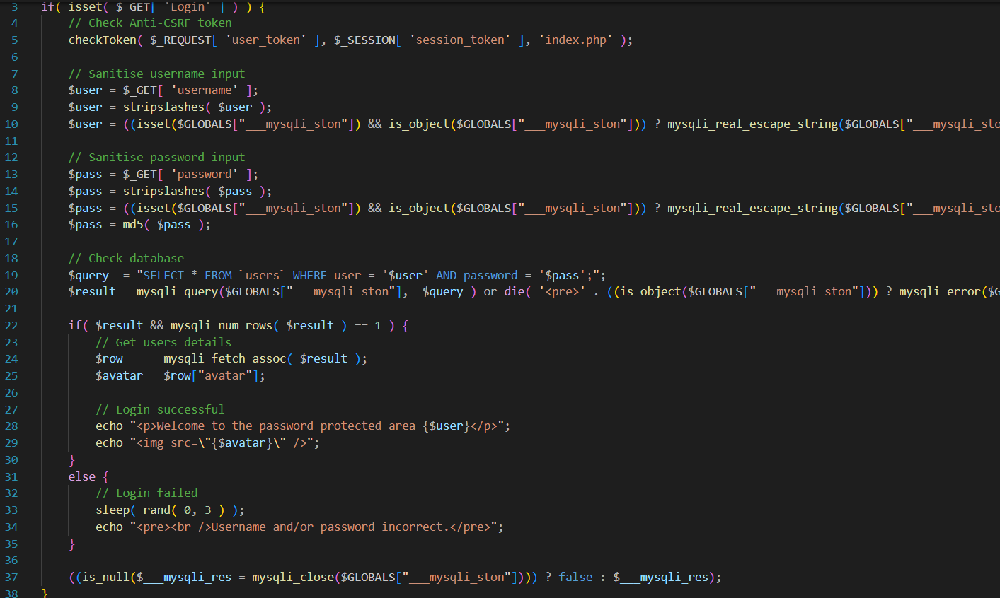 3 if( isset( $_GET[ 'Login' ] ) ) {
4 // Check Anti-CSRF token
5 checkToken( $_REQUEST[ 'user_token' ], $_SESSION[ 'session_token' ], 'index.php' );
6
7 // Sanitise username input
8 $user = $_GET[ 'username' ];
9 $user = stripslashes( $user );
10 $user = ((isset($GLOBALS["___mysqli_ston"]) && is_object($GLOBALS["___mysqli_ston"])) ? mysqli_real_escape_string($GLOBALS["___mysqli_sto
11
12 // Sanitise password input
13 $pass = $_GET[ 'password' ];
14 $pass = stripslashes( $pass );
15 $pass = ((isset($GLOBALS["___mysqli_ston"]) && is_object($GLOBALS["___mysqli_ston"])) ? mysqli_real_escape_string($GLOBALS["___mysqli_sto
16 $pass = md5( $pass );
17
18 // Check database
19 $query  = "SELECT * FROM `users` WHERE user = '$user' AND password = '$pass';";
20 $result = mysqli_query($GLOBALS["___mysqli_ston"],  $query ) or die( '<pre>' . ((is_object($GLOBALS["___mysqli_ston"])) ? mysqli_error($G
21
22 if( $result && mysqli_num_rows( $result ) == 1 ) {
23 // Get users details
24 $row    = mysqli_fetch_assoc( $result );
25 $avatar = $row["avatar"];
26
27 // Login successful
28 echo "<p>Welcome to the password protected area {$user}</p>";
29 echo "<img src=\"{$avatar}\" />";
30 }
31 else {
32 // Login failed
33 sleep( rand( 0, 3 ) );
34 echo "<pre><br />Username and/or password incorrect.</pre>";
35 }
36
37 ((is_null($___mysqli_res = mysqli_close($GLOBALS["___mysqli_ston"]))) ? false : $___mysqli_res);
38 }